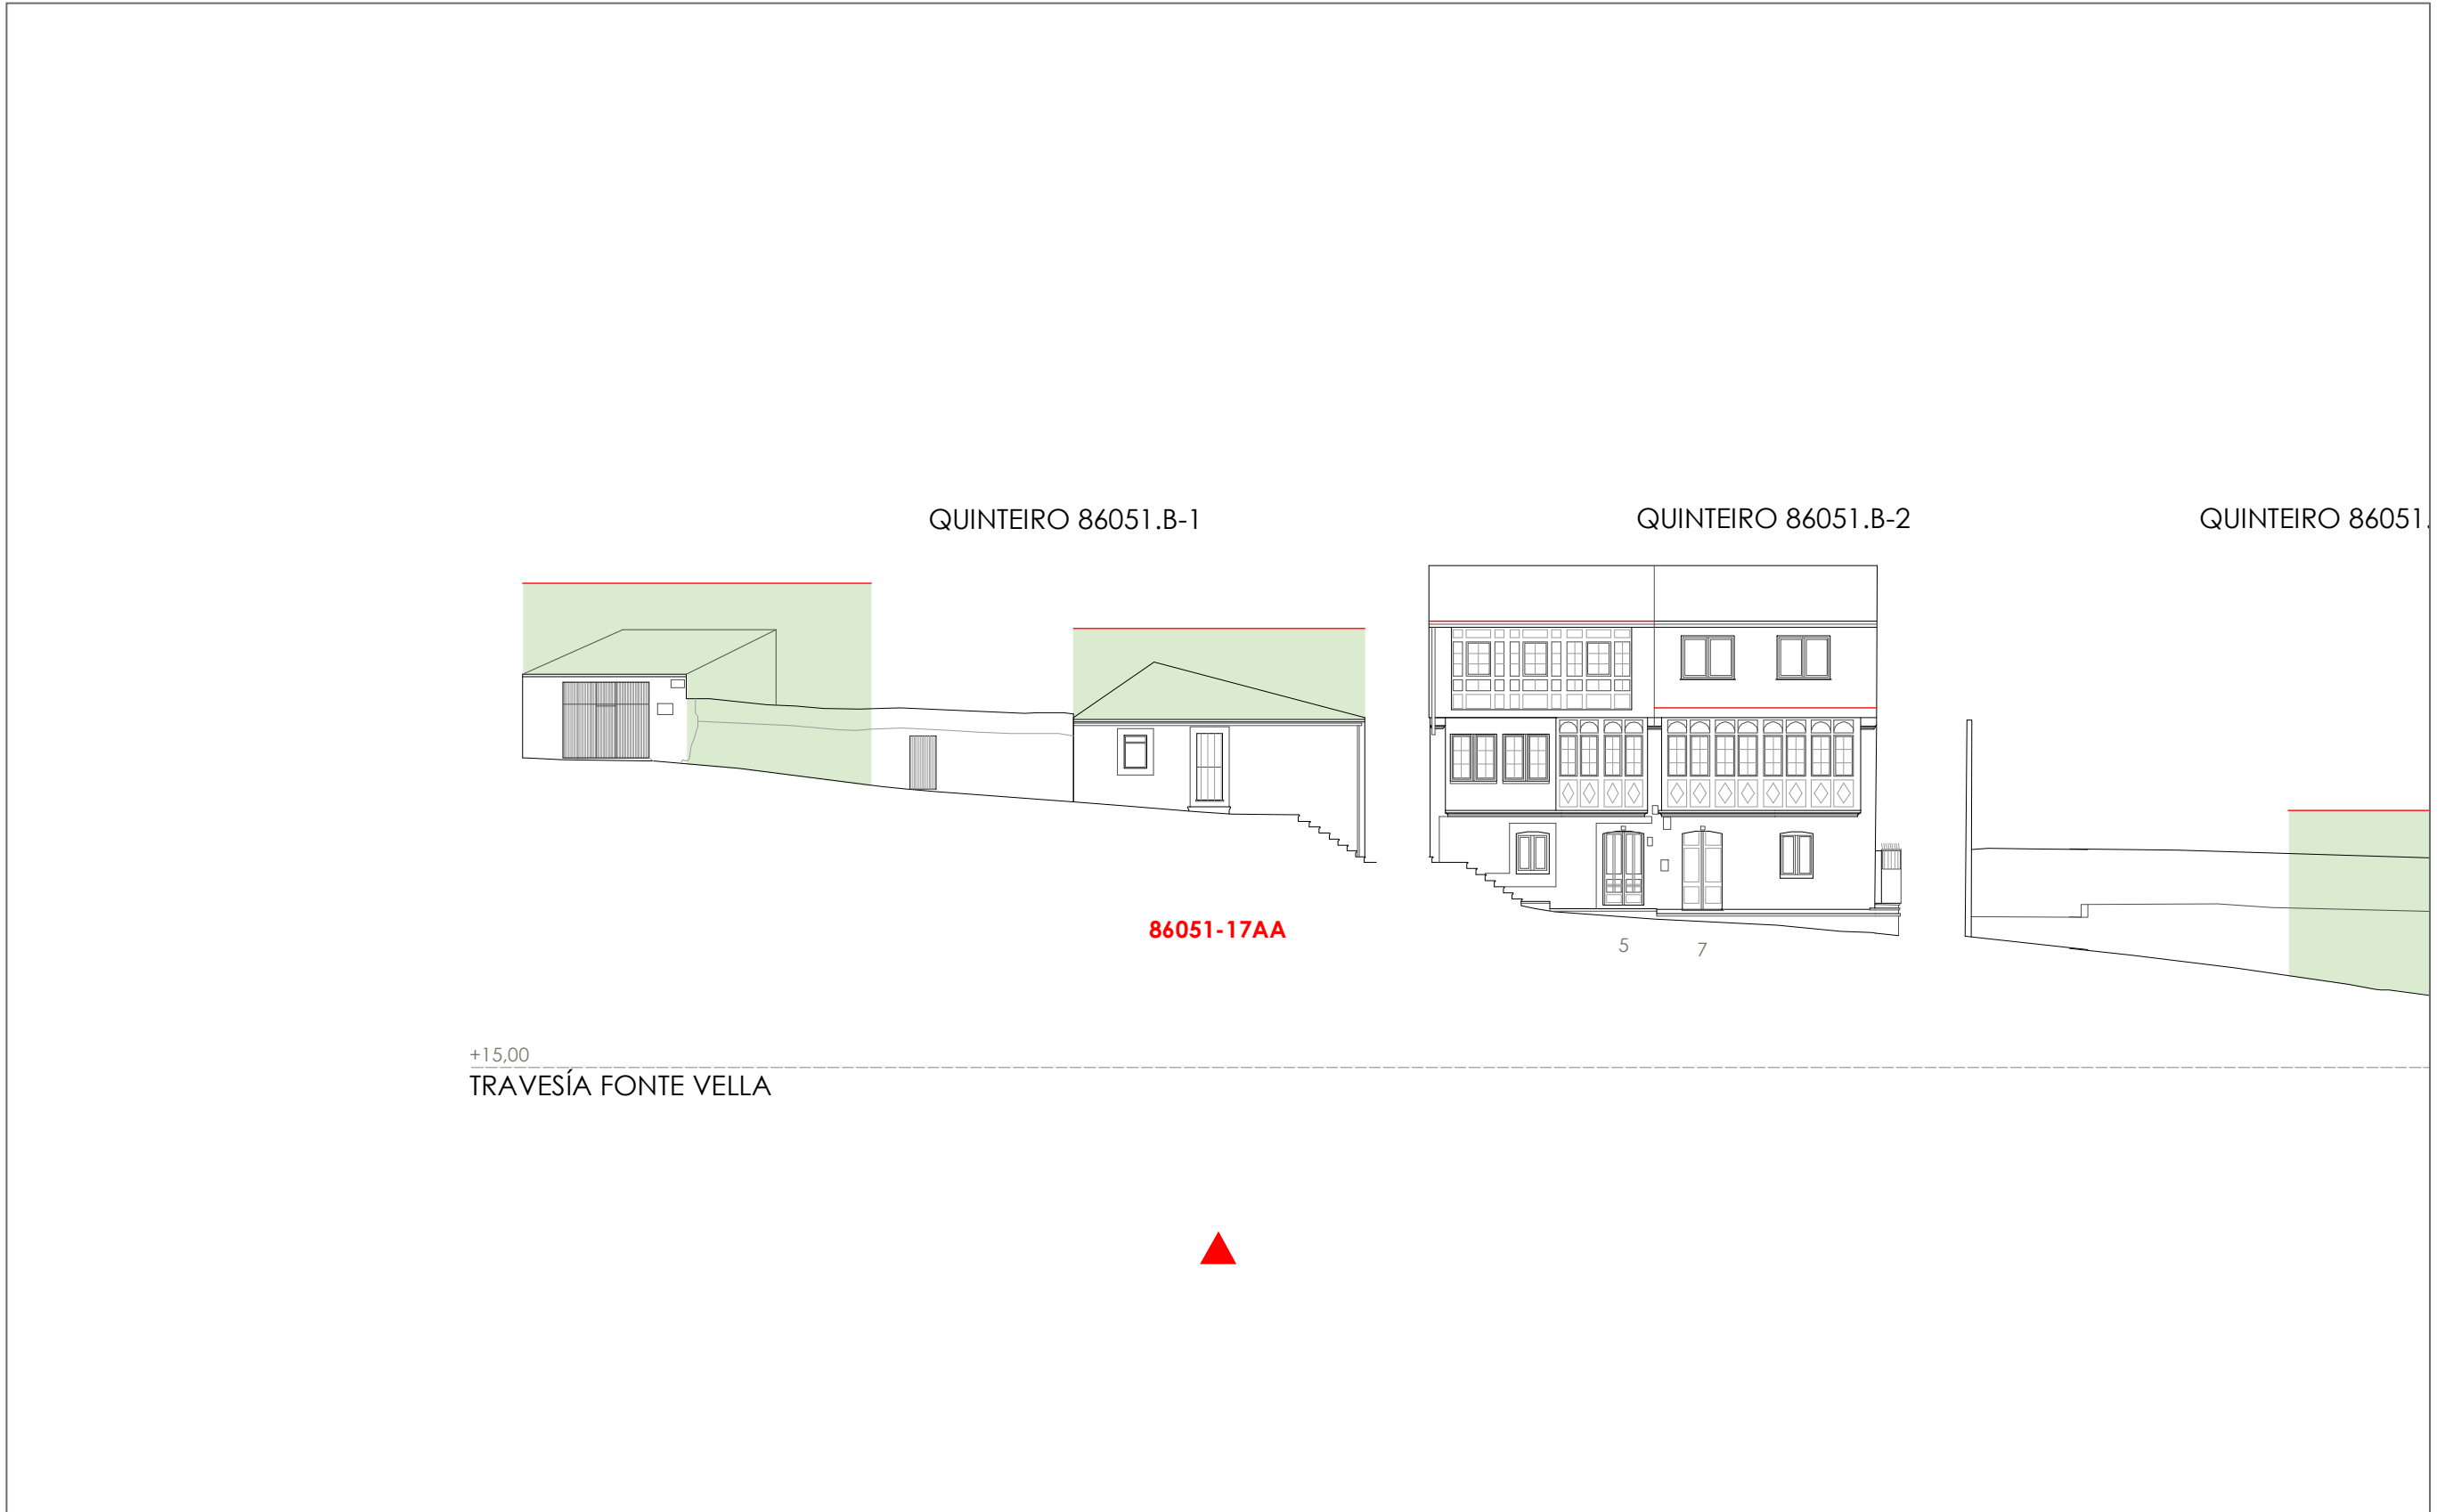 QUINTEIRO 86051.B-1
QUINTEIRO 86051.B-2
QUINTEIRO 86051.
86051-17AA
5
7
+15,00
TRAVESÍA FONTE VELLA